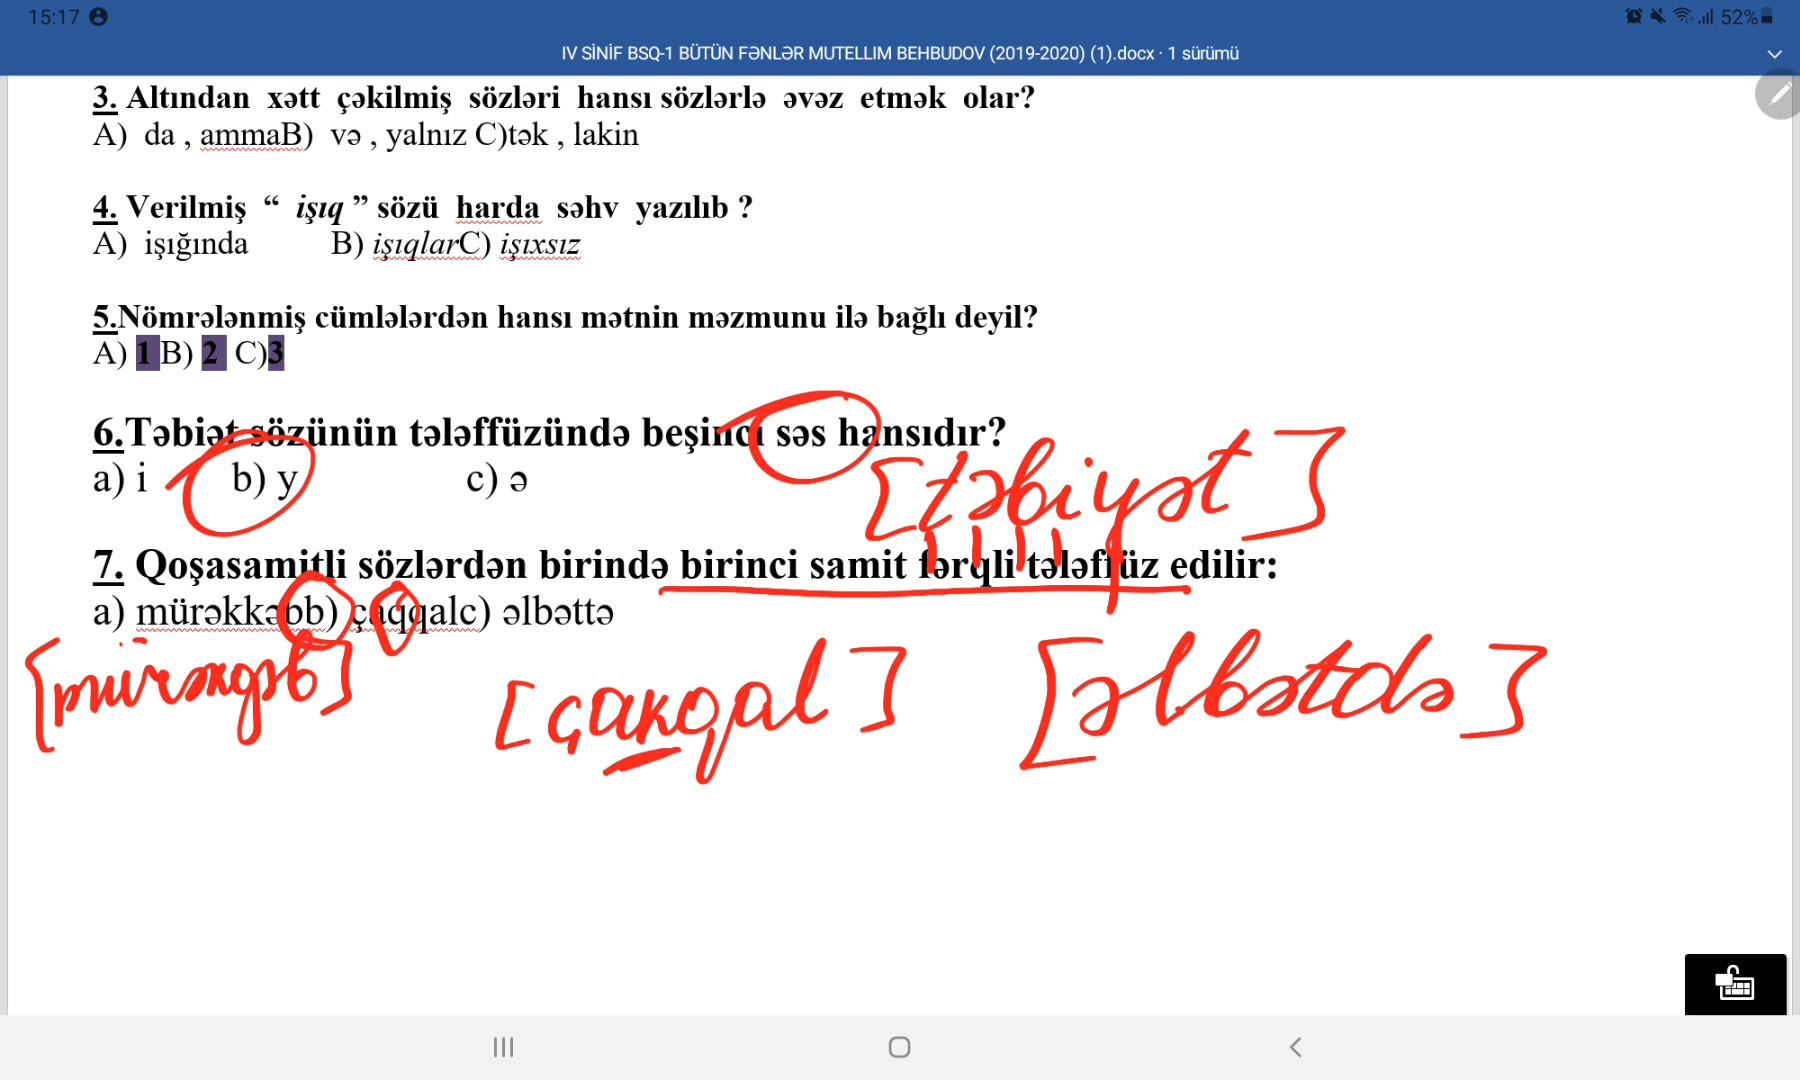 15:17
52%
IV SİNİF BSQ-1 BÜTÜN FƏNLƏR MUTELLIM BEHBUDOV (2019-2020) (1).docx · 1 sürümü
3. Altından xətt çəkilmiş sözləri hansı sözlərlə əvəz etmək olar?
A) da , ammaB) və , yalnız C)tək , lakin
4. Verilmiş “ işıq ” sözü harda səhv yazılıb ?
A) işığında B) işıqlarC) işıxsız
5.Nömrələnmiş cümlələrdən hansı mətnin məzmunu ilə bağlı deyil?
A) 1 B) 2 C)3
6.Təbiət sözünün tələffüzündə beşinci səs hansıdır?
a) i b) y c) ə
[təbiyət]
7. Qoşasamitli sözlərdən birində birinci samit fərqli tələffüz edilir:
a) mürəkkəbb) çaqqalc) əlbəttə
[çakqal] [əlbətdə]